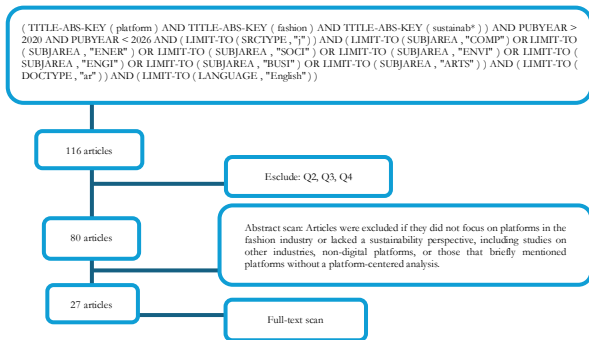 ( TITLE-ABS-KEY ( platform ) AND TITLE-ABS-KEY ( fashion ) AND TITLE-ABS-KEY ( sustainab* ) ) AND PUBYEAR >
2020 AND PUBYEAR < 2026 AND ( LIMIT-TO ( SRCTYPE , "j" ) ) AND (LIMIT-TO ( SUBJAREA , "COMP" ) OR LIMIT-TO
( SUBJAREA , "ENER" ) OR LIMIT-TO ( SUBJAREA , "SOCI" ) OR LIMIT-TO ( SUBJAREA , "ENVI" ) OR LIMIT-TO (
SUBJAREA , "ENGI" ) OR LIMIT-TO ( SUBJAREA , "BUSI" ) OR LIMIT-TO ( SUBJAREA , "ARTS" ) ) AND ( LIMIT-TO (
DOCTYPE , "ar" ) ) AND ( LIMIT-TO ( LANGUAGE , "English" ) )
116 articles
Esclude: Q2, Q3, Q4
Abstract scan: Articles were excluded if they did not focus on platforms in the
fashion industry or lacked a sustainability perspective, including studies on
other industries, non-digital platforms, or those that briefly mentioned
platforms without a platform-centered analysis.
80 articles
27 articles
Full-text scan